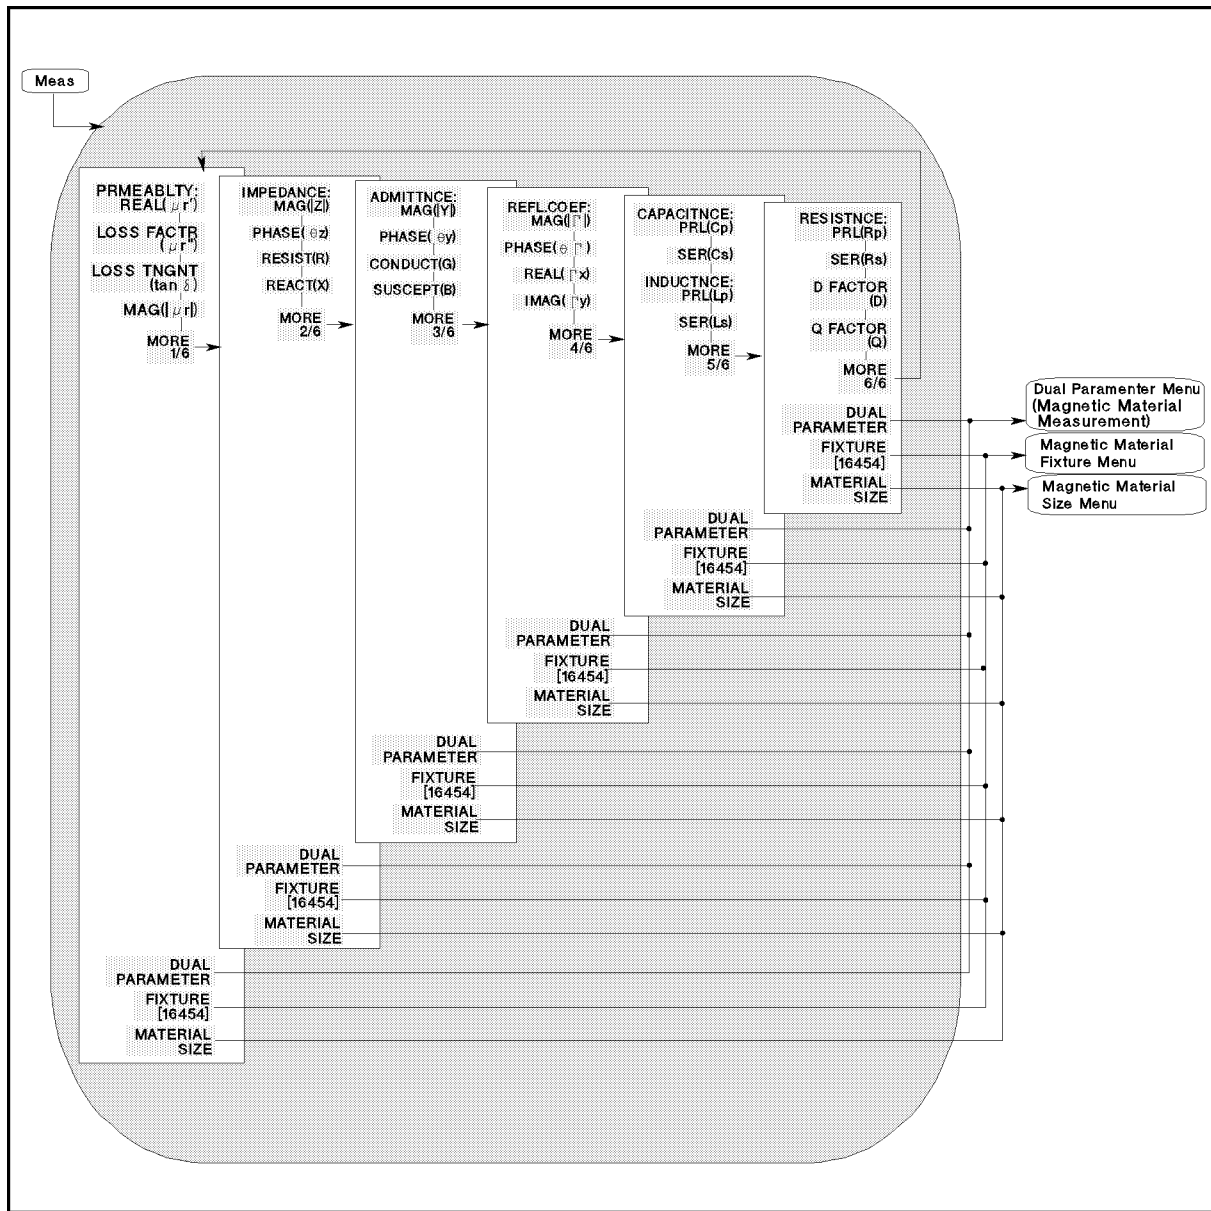 Meas
PRMEABLTY:
REAL( μr')
LOSS FACTR
( μr")
LOSS TNGNT
(tan δ)
MAG(| μr|)
MORE
1/6
DUAL
PARAMETER
FIXTURE
[16454]
MATERIAL
SIZE
IMPEDANCE:
MAG(|Z|)
PHASE( θz)
RESIST(R)
REACT(X)
MORE
2/6
DUAL
PARAMETER
FIXTURE
[16454]
MATERIAL
SIZE
ADMITTNCE:
MAG(|Y|)
PHASE( θy)
CONDUCT(G)
SUSCEPT(B)
MORE
3/6
DUAL
PARAMETER
FIXTURE
[16454]
MATERIAL
SIZE
REFL.COEF:
MAG(|Γ|)
PHASE( θ Γ )
REAL( Γx)
IMAG( Γy)
MORE
4/6
DUAL
PARAMETER
FIXTURE
[16454]
MATERIAL
SIZE
CAPACITNCE:
PRL(Cp)
SER(Cs)
INDUCTNCE:
PRL(Lp)
SER(Ls)
MORE
5/6
DUAL
PARAMETER
FIXTURE
[16454]
MATERIAL
SIZE
RESISTNCE:
PRL(Rp)
SER(Rs)
D FACTOR
(D)
Q FACTOR
(Q)
MORE
6/6
DUAL
PARAMETER
FIXTURE
[16454]
MATERIAL
SIZE
Dual Paramenter Menu
(Magnetic Material
Measurement)
Magnetic Material
Fixture Menu
Magnetic Material
Size Menu